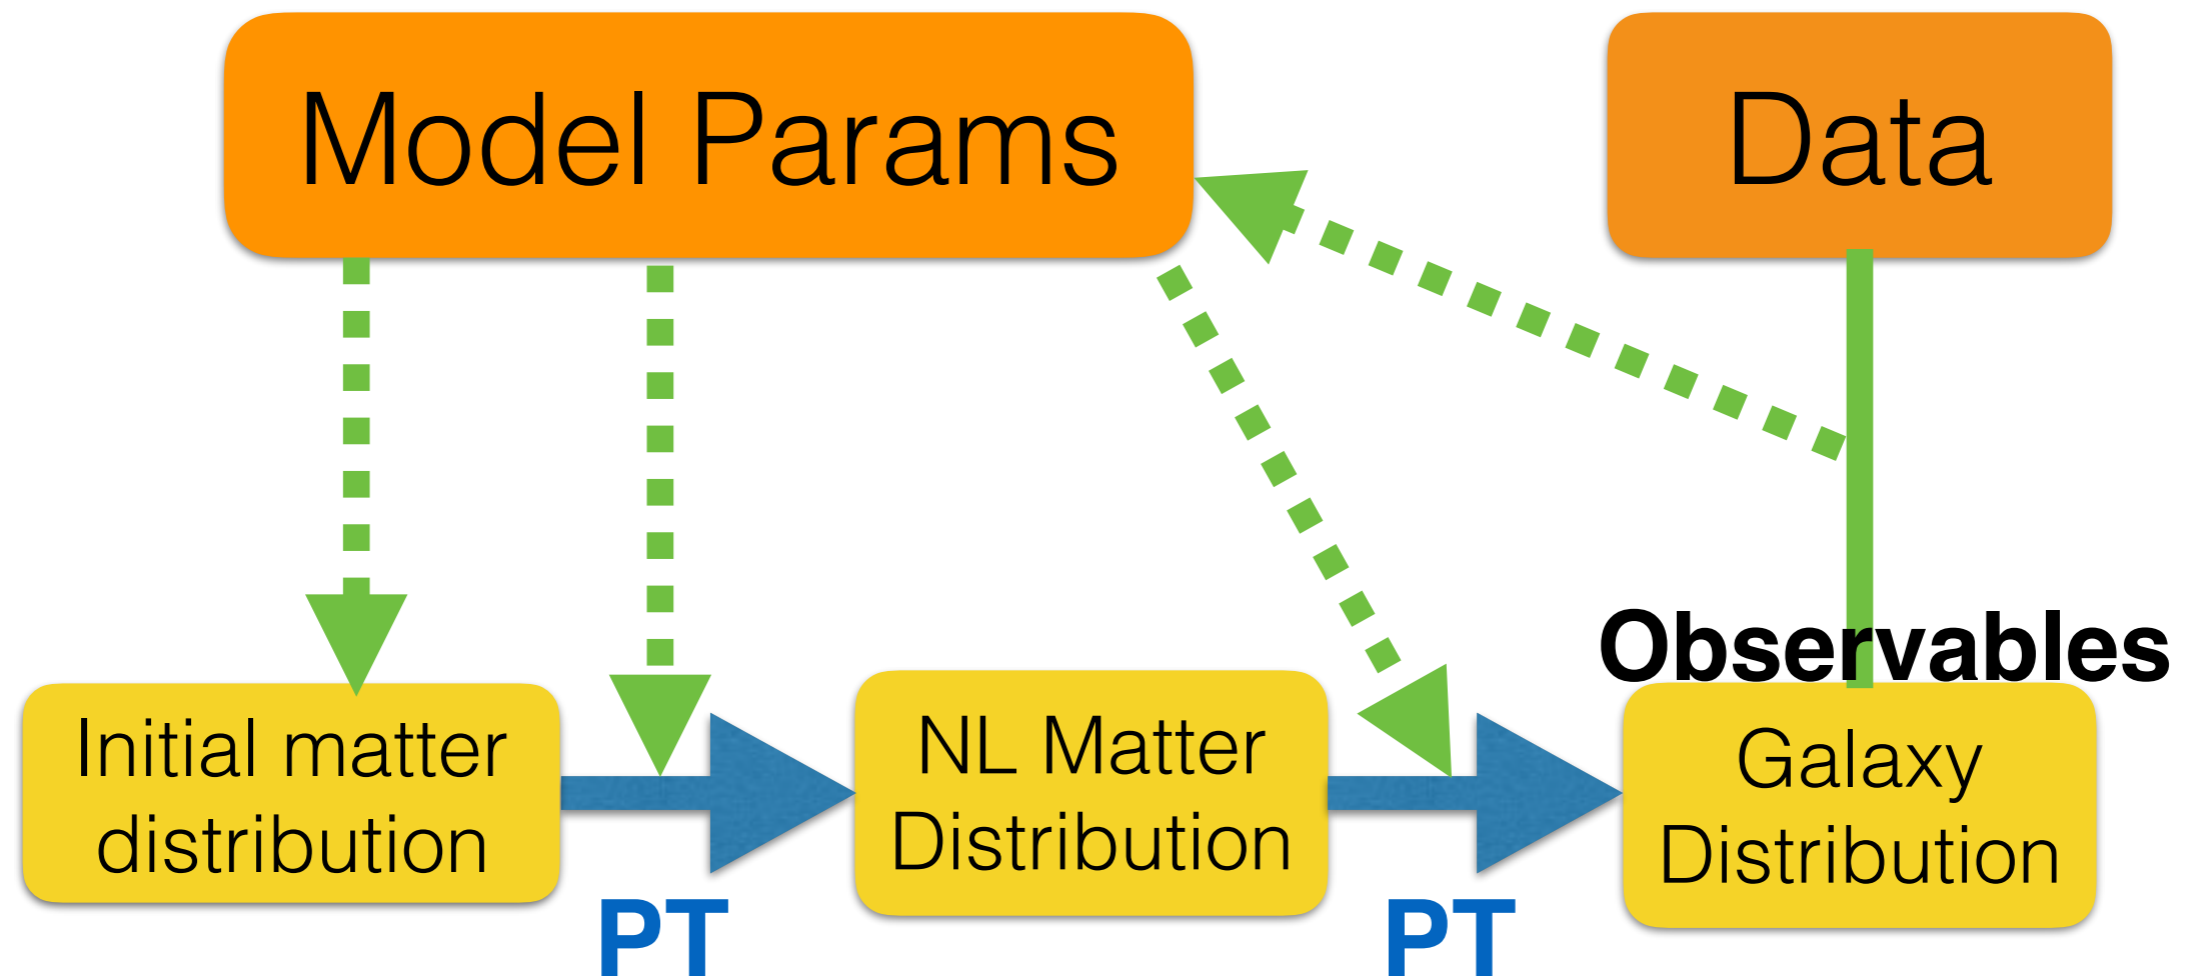 Model Params
Data
Observables
Initial matter
distribution
NL Matter
Distribution
Galaxy
Distribution
PT
PT